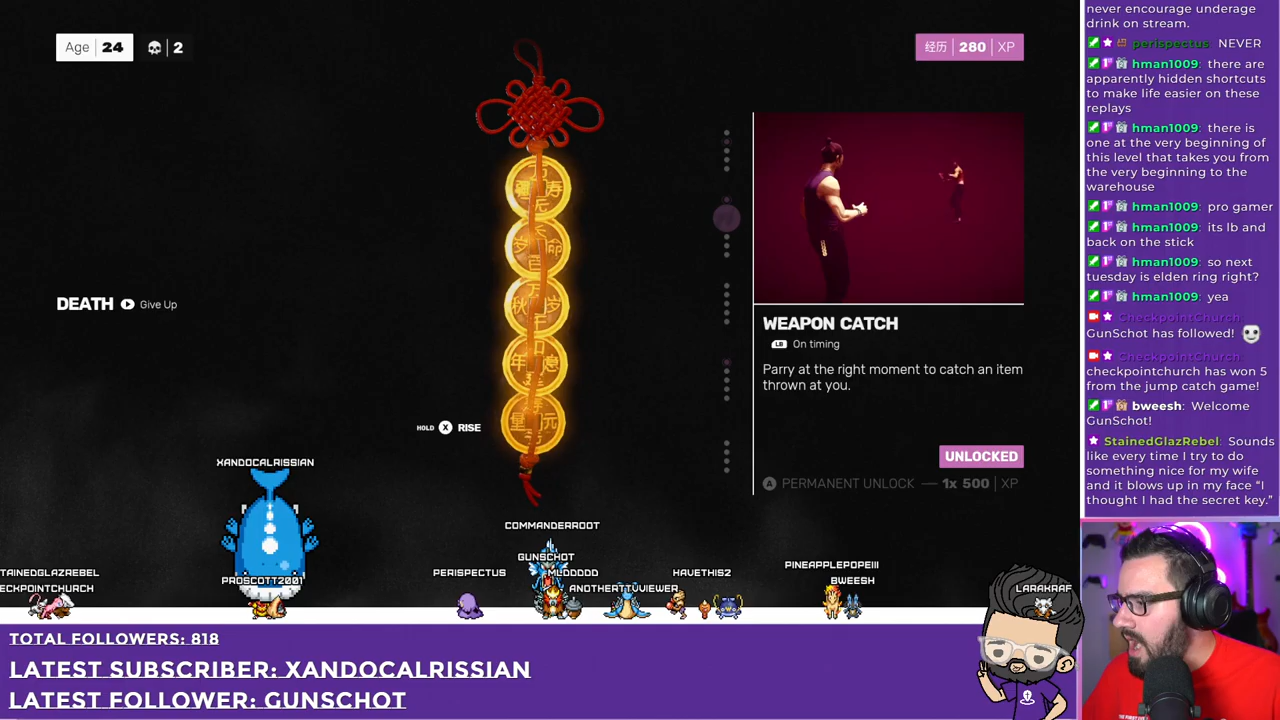 Age 24
2
经历 280 XP
DEATH Give Up
HOLD X RISE
WEAPON CATCH
LB On timing
Parry at the right moment to catch an item
thrown at you.
UNLOCKED
A PERMANENT UNLOCK — 1x 500 XP
XANDOCALRISSIAN
COMMANDERROOT
GUNSCHOT
TAINEDGLAZREBEL
ECKPOINTCHURCH
PROSCOTT2001
PERISPECTUS
MLDDDDDD
ANOTHERTTVVIEWER
HAVETHIS2
PINEAPPLEPOPEIII
BWEESH
LARAKRAF
TOTAL FOLLOWERS: 818
LATEST SUBSCRIBER: XANDOCALRISSIAN
LATEST FOLLOWER: GUNSCHOT
never encourage underage
drink on stream.
perispectus NEVER
hman1009: there are
apparently hidden shortcuts
to make life easier on these
replays
hman1009: there is
one at the very beginning of
this level that takes you from
the very beginning to the
warehouse
hman1009: pro gamer
hman1009: its lb and
back on the stick
hman1009: so next
tuesday is elden ring right?
hman1009: yea
CheckpointChurch:
GunSchot has followed!
CheckpointChurch:
checkpointchurch has won 5
from the jump catch game!
bweesh: Welcome
GunSchot!
StainedGlazRebel: Sounds
like every time I try to do
something nice for my wife
and it blows up in my face "I
thought I had the secret key."